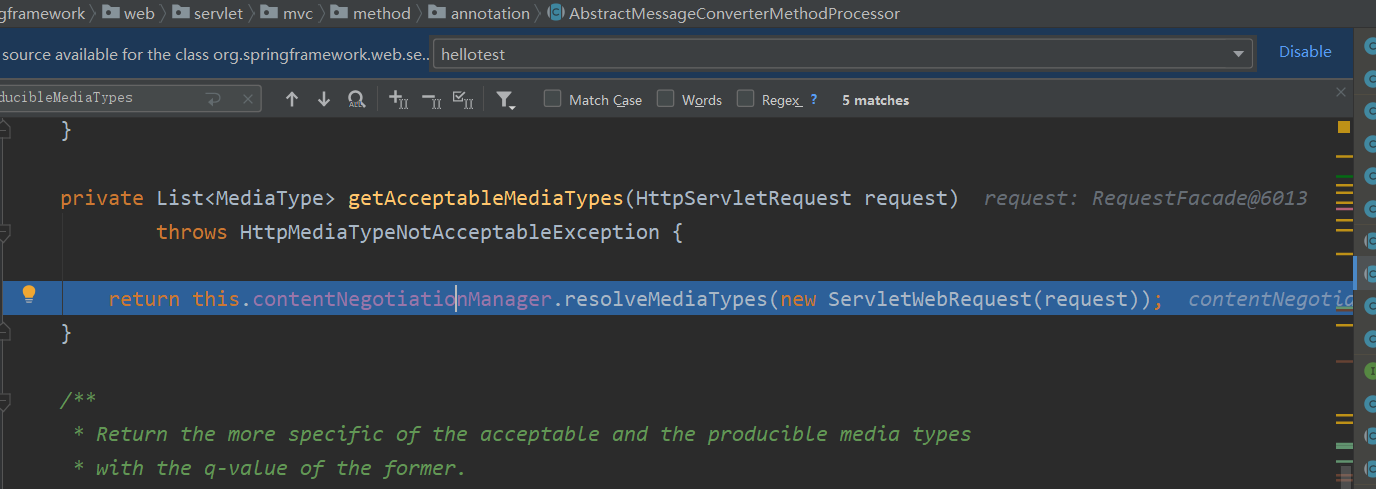 gframework web servlet mvc method annotation AbstractMessageConverterMethodProcessor
source available for the class org.springframework.web.se.. hellotest Disable
ducibleMediaTypes Match Case Words Regex ? 5 matches
}
private List<MediaType> getAcceptableMediaTypes(HttpServletRequest request) request: RequestFacade@6013
throws HttpMediaTypeNotAcceptableException {
return this.contentNegotiationManager.resolveMediaTypes(new ServletWebRequest(request)); contentNegotia
}
/**
* Return the more specific of the acceptable and the producible media types
* with the q-value of the former.